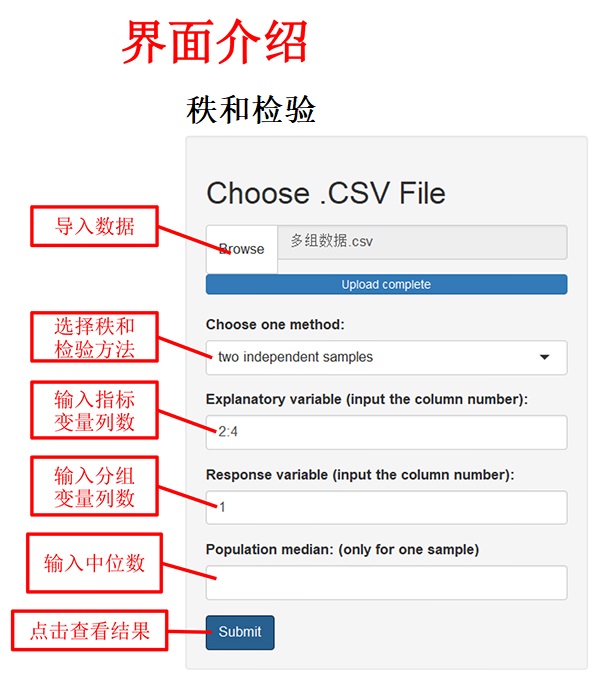 界面介绍
秩和检验
Choose .CSV File
导入数据
Browse
多组数据.csv
Upload complete
选择秩和
检验方法
Choose one method:
two independent samples
输入指标
变量列数
Explanatory variable (input the column number):
2:4
输入分组
变量列数
Response variable (input the column number):
1
输入中位数
Population median: (only for one sample)
点击查看结果
Submit